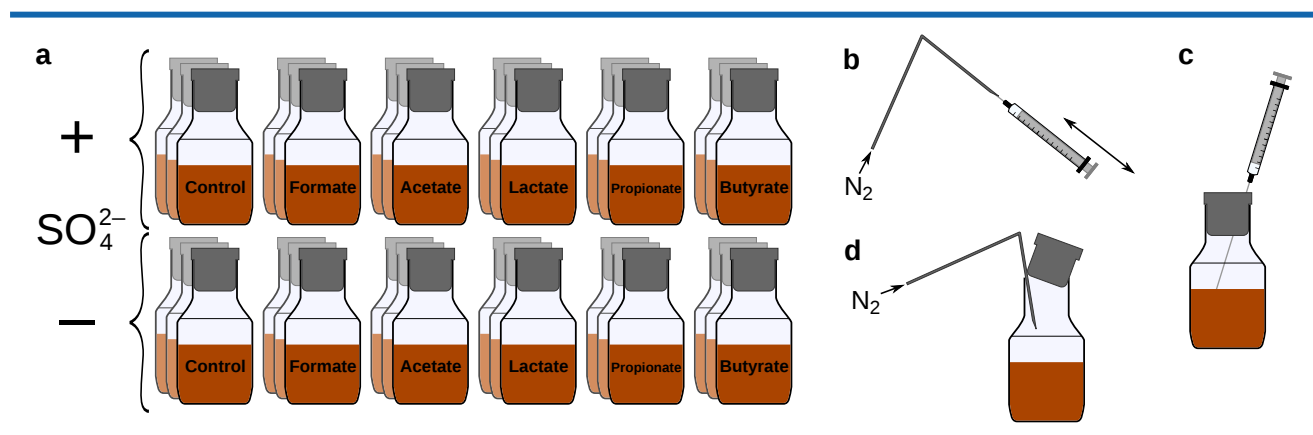 a
+
Control Formate Acetate Lactate Propionate Butyrate
SO₄²⁻
−
Control Formate Acetate Lactate Propionate Butyrate
b
N₂
c
d
N₂